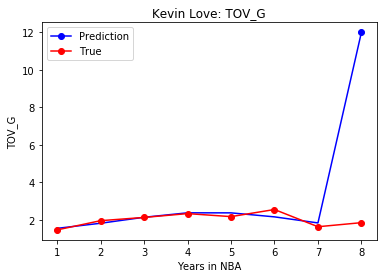 Kevin Love: TOV_G
Prediction
True
12
10
8
6
4
2
TOV_G
1 2 3 4 5 6 7 8
Years in NBA